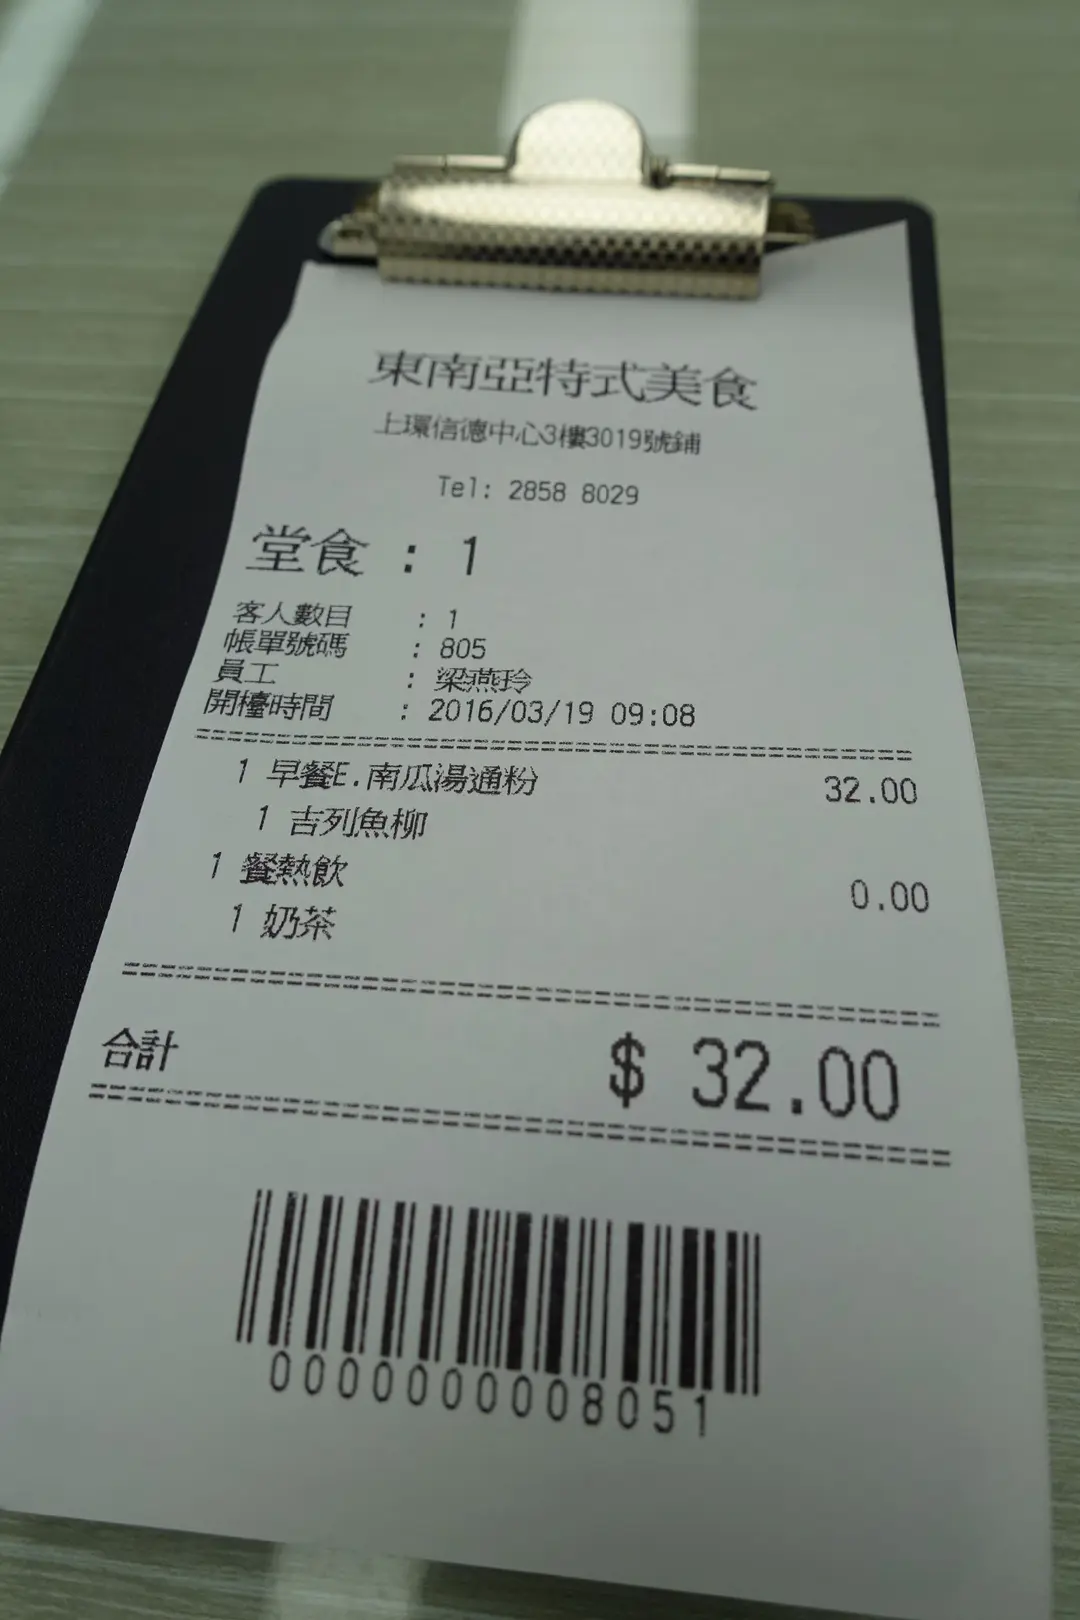 東南亞特式美食
上環信德中心3樓3019號鋪
Tel: 2858 8029
堂食 : 1
客人數目 : 1
帳單號碼 : 805
員工 : 梁燕玲
開檯時間 : 2016/03/19 09:08
1 早餐E.南瓜湯通粉 32.00
1 吉列魚柳
1 餐熱飲 0.00
1 奶茶
合計 $ 32.00
0000000008051